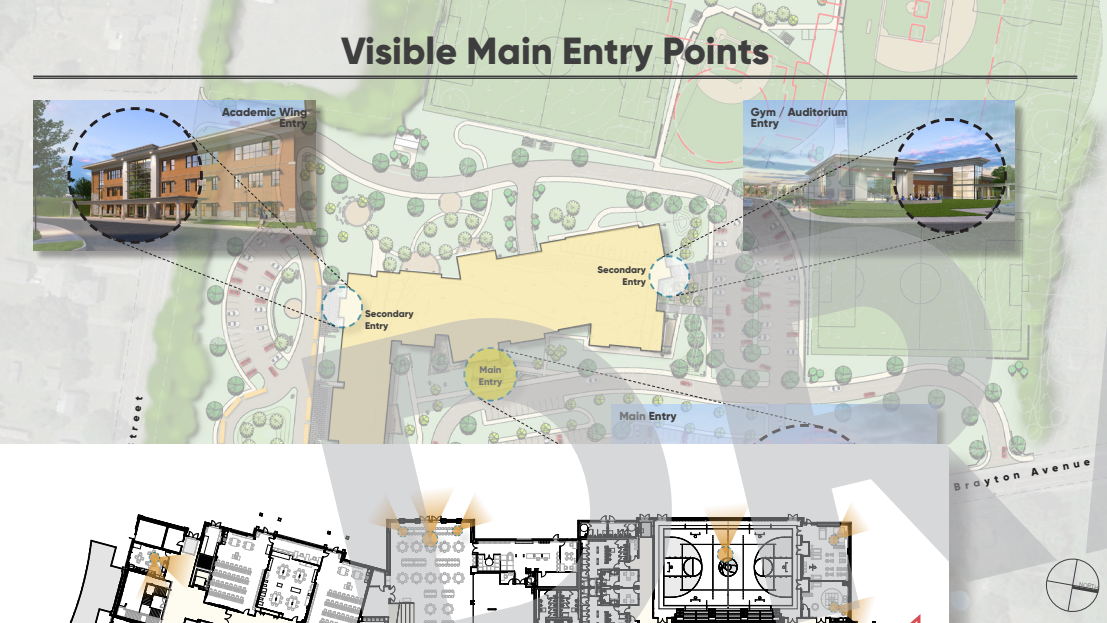 Visible Main Entry Points
Academic Wing
Entry
Gym / Auditorium
Entry
Secondary
Entry
Secondary
Entry
Main
Entry
Main Entry
treet
Brayton Avenue
NORTH